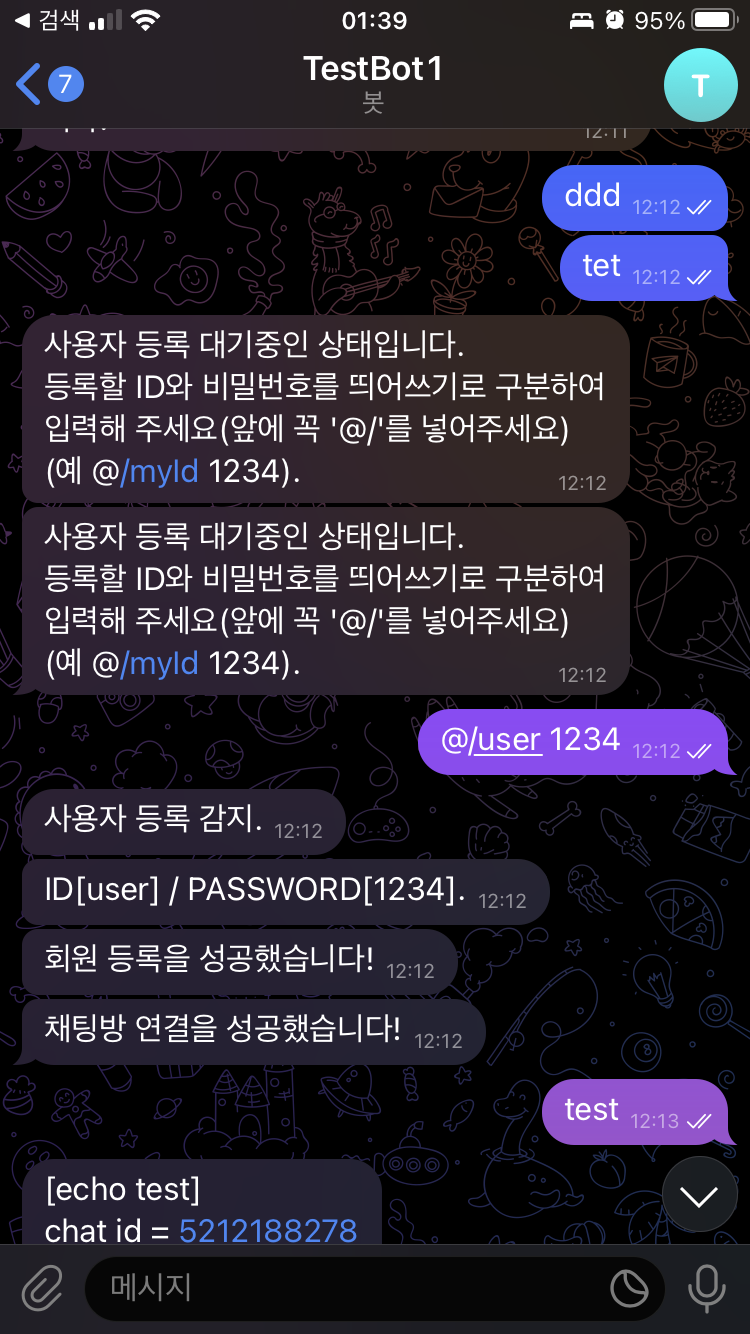 검색
01:39
95%
7
TestBot1
봇
T
12:11
ddd 12:12
tet 12:12
사용자 등록 대기중인 상태입니다.
등록할 ID와 비밀번호를 띄어쓰기로 구분하여
입력해 주세요(앞에 꼭 '@/'를 넣어주세요)
(예 @/myId 1234).
12:12
사용자 등록 대기중인 상태입니다.
등록할 ID와 비밀번호를 띄어쓰기로 구분하여
입력해 주세요(앞에 꼭 '@/'를 넣어주세요)
(예 @/myId 1234).
12:12
@/user 1234 12:12
사용자 등록 감지. 12:12
ID[user] / PASSWORD[1234]. 12:12
회원 등록을 성공했습니다! 12:12
채팅방 연결을 성공했습니다! 12:12
test 12:13
[echo test]
chat id = 5212188278
메시지